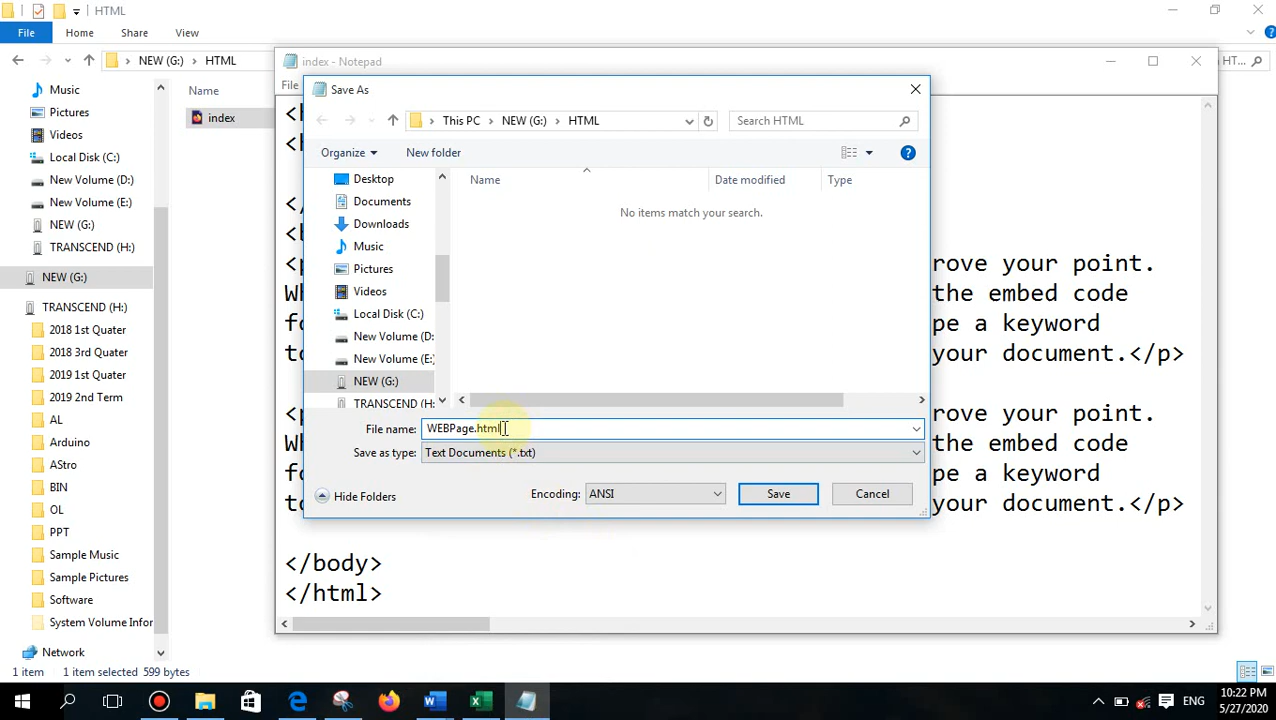 HTML
File Home Share View
NEW (G:) HTML
HT...
Music
Pictures
Videos
Local Disk (C:)
New Volume (D:)
New Volume (E:)
NEW (G:)
TRANSCEND (H:)
NEW (G:)
TRANSCEND (H:)
2018 1st Quater
2018 3rd Quater
2019 1st Quater
2019 2nd Term
AL
Arduino
AStro
BIN
OL
PPT
Sample Music
Sample Pictures
Software
System Volume Infor
Network
Name
index
1 item 1 item selected 599 bytes
index - Notepad
File
Save As
This PC NEW (G:) HTML
Search HTML
Organize New folder
Desktop
Documents
Downloads
Music
Pictures
Videos
Local Disk (C:)
New Volume (D:
New Volume (E:)
NEW (G:)
TRANSCEND (H:
Name Date modified Type
No items match your search.
File name: WEBPage.html
Save as type: Text Documents (*.txt)
Hide Folders Encoding: ANSI Save Cancel
rove your point.
the embed code
pe a keyword
your document.</p>
rove your point.
the embed code
pe a keyword
your document.</p>
</body>
</html>
ENG
10:22 PM
5/27/2020